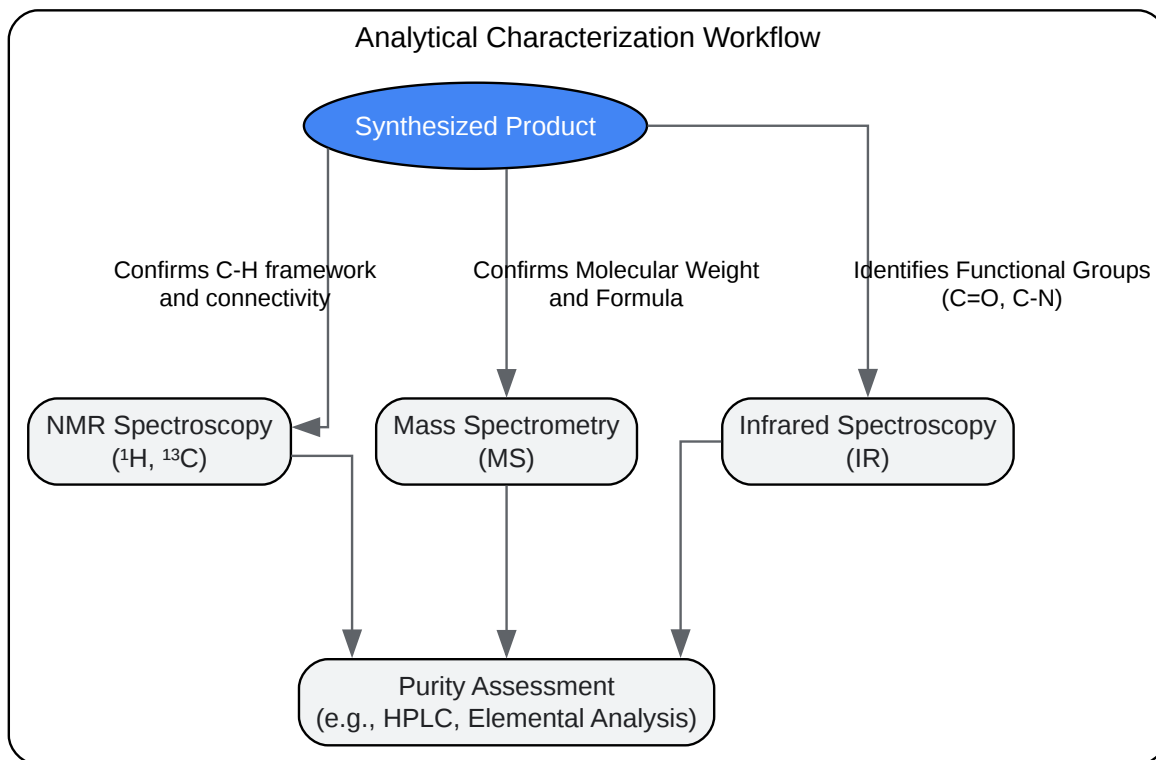 Analytical Characterization Workflow
Synthesized Product
Confirms C-H framework
and connectivity
Confirms Molecular Weight
and Formula
Identifies Functional Groups
(C=O, C-N)
NMR Spectroscopy
(¹H, ¹³C)
Mass Spectrometry
(MS)
Infrared Spectroscopy
(IR)
Purity Assessment
(e.g., HPLC, Elemental Analysis)